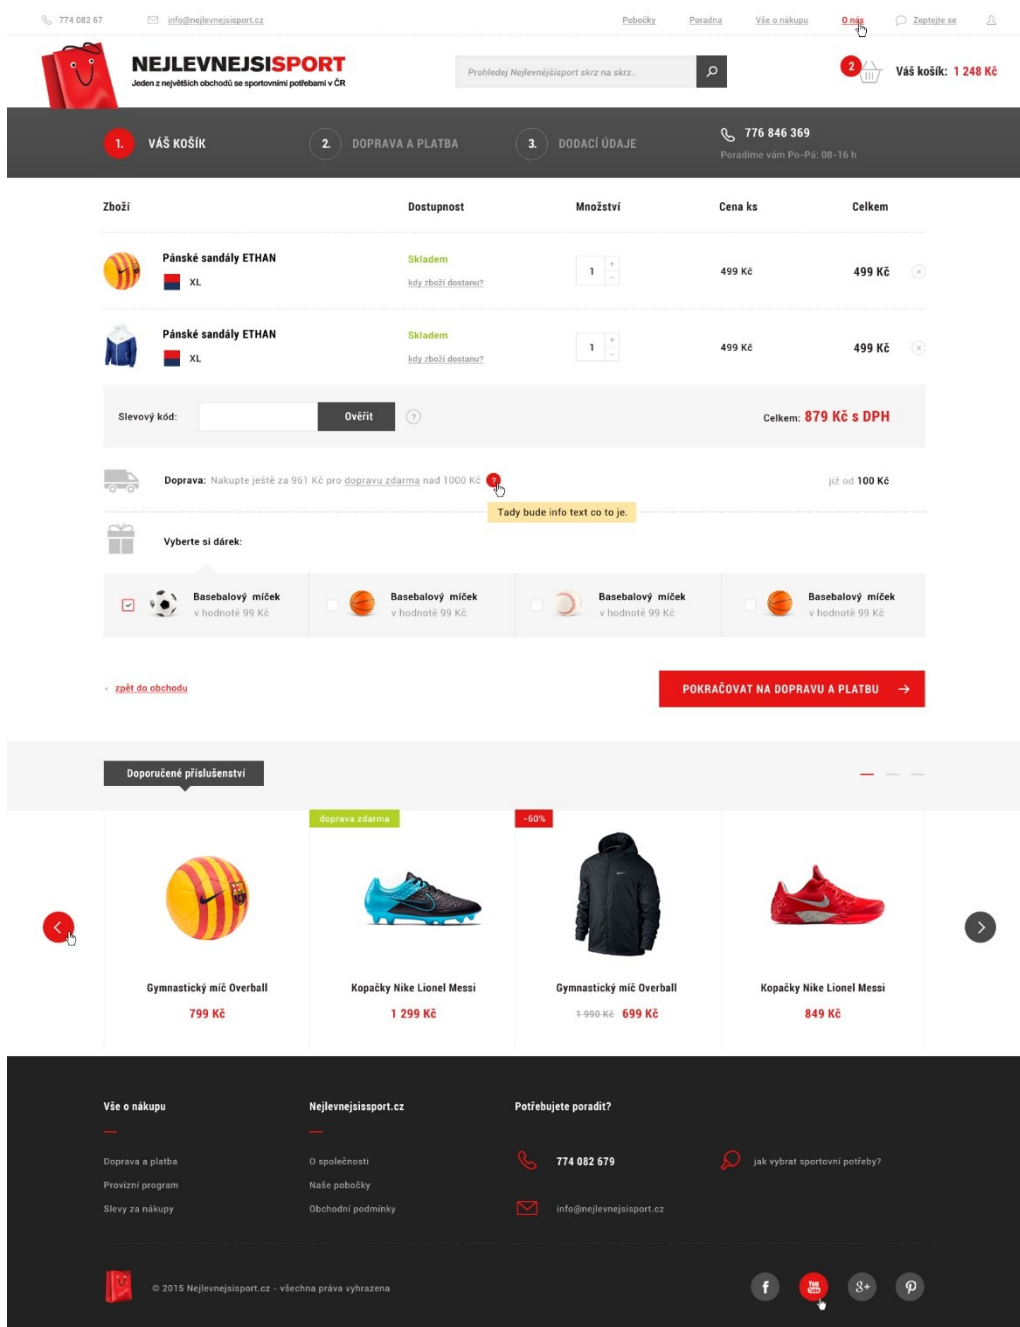 774 082 67
info@nejlevnejsisport.cz
Pobočky
Poradna
Vše o nákupu
O nás
Zeptejte se
NEJLEVNEJSISPORT
Jeden z největších obchodů se sportovními potřebami v ČR
Prohledej Nejlevnějšisport skrz na skrz..
2
Váš košík: 1 248 Kč
1. VÁŠ KOŠÍK
2. DOPRAVA A PLATBA
3. DODACÍ ÚDAJE
776 846 369
Poradíme vám Po-Pá: 08-16 h
Zboží Dostupnost Množství Cena ks Celkem
Pánské sandály ETHAN
XL
Skladem
kdy zboží dostanu?
1
+
-
499 Kč
499 Kč
Pánské sandály ETHAN
XL
Skladem
kdy zboží dostanu?
1
+
-
499 Kč
499 Kč
Slevový kód:
Ověřit
?
Celkem: 879 Kč s DPH
Doprava: Nakupte ještě za 961 Kč pro dopravu zdarma nad 1000 Kč ?
již od 100 Kč
Tady bude info text co to je.
Vyberte si dárek:
Basebalový míček
v hodnotě 99 Kč
Basebalový míček
v hodnotě 99 Kč
Basebalový míček
v hodnotě 99 Kč
Basebalový míček
v hodnotě 99 Kč
zpět do obchodu
POKRAČOVAT NA DOPRAVU A PLATBU
Doporučené příslušenství
doprava zdarma
-60%
Gymnastický míč Overball
799 Kč
Kopačky Nike Lionel Messi
1 299 Kč
Gymnastický míč Overball
1 990 Kč 699 Kč
Kopačky Nike Lionel Messi
849 Kč
Vše o nákupu
Doprava a platba
Provizní program
Slevy za nákupy
Nejlevnejsissport.cz
O společnosti
Naše pobočky
Obchodní podmínky
Potřebujete poradit?
774 082 679
jak vybrat sportovní potřeby?
info@nejlevnejsisport.cz
© 2015 Nejlevnejsisport.cz - všechna práva vyhrazena
f
You Tube
8+